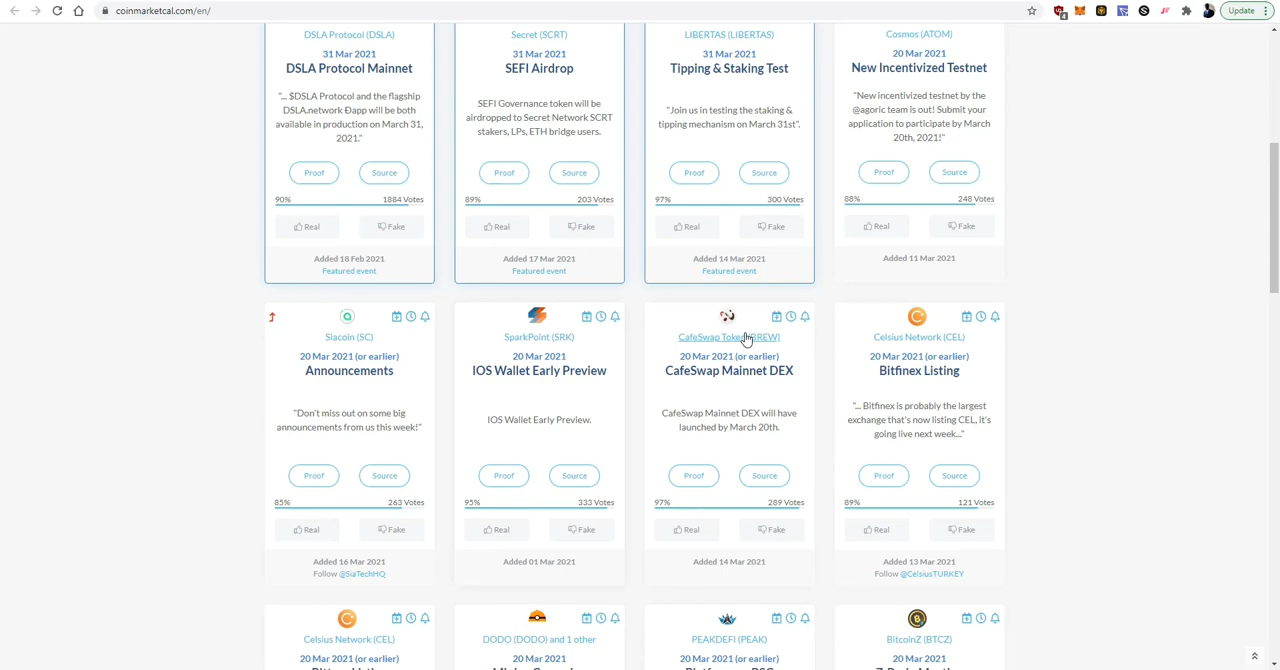 coinmarketcal.com/en/
4
Update
DSLA Protocol (DSLA)
31 Mar 2021
DSLA Protocol Mainnet
"... $DSLA Protocol and the flagship
DSLA.network Ðapp will be both
available in production on March 31,
2021."
Proof
Source
90%
1884 Votes
Real
Fake
Added 18 Feb 2021
Featured event
Secret (SCRT)
31 Mar 2021
SEFI Airdrop
SEFI Governance token will be
airdropped to Secret Network SCRT
stakers, LPs, ETH bridge users.
Proof
Source
89%
203 Votes
Real
Fake
Added 17 Mar 2021
Featured event
LIBERTAS (LIBERTAS)
31 Mar 2021
Tipping & Staking Test
"Join us in testing the staking &
tipping mechanism on March 31st".
Proof
Source
97%
300 Votes
Real
Fake
Added 14 Mar 2021
Featured event
Cosmos (ATOM)
20 Mar 2021
New Incentivized Testnet
"New incentivized testnet by the
@agoric team is out! Submit your
application to participate by March
20th, 2021!"
Proof
Source
88%
248 Votes
Real
Fake
Added 11 Mar 2021
Siacoin (SC)
20 Mar 2021 (or earlier)
Announcements
"Don't miss out on some big
announcements from us this week!"
Proof
Source
85%
263 Votes
Real
Fake
Added 16 Mar 2021
Follow @SiaTechHQ
SparkPoint (SRK)
20 Mar 2021
IOS Wallet Early Preview
IOS Wallet Early Preview.
Proof
Source
95%
333 Votes
Real
Fake
Added 01 Mar 2021
CafeSwap Token (BREW)
20 Mar 2021 (or earlier)
CafeSwap Mainnet DEX
CafeSwap Mainnet DEX will have
launched by March 20th.
Proof
Source
97%
289 Votes
Real
Fake
Added 14 Mar 2021
Celsius Network (CEL)
20 Mar 2021 (or earlier)
Bitfinex Listing
"... Bitfinex is probably the largest
exchange that's now listing CEL, it's
going live next week..."
Proof
Source
89%
121 Votes
Real
Fake
Added 13 Mar 2021
Follow @CelsiusTURKEY
Celsius Network (CEL)
20 Mar 2021 (or earlier)
DODO (DODO) and 1 other
20 Mar 2021
PEAKDEFI (PEAK)
20 Mar 2021 (or earlier)
BitcoinZ (BTCZ)
20 Mar 2021